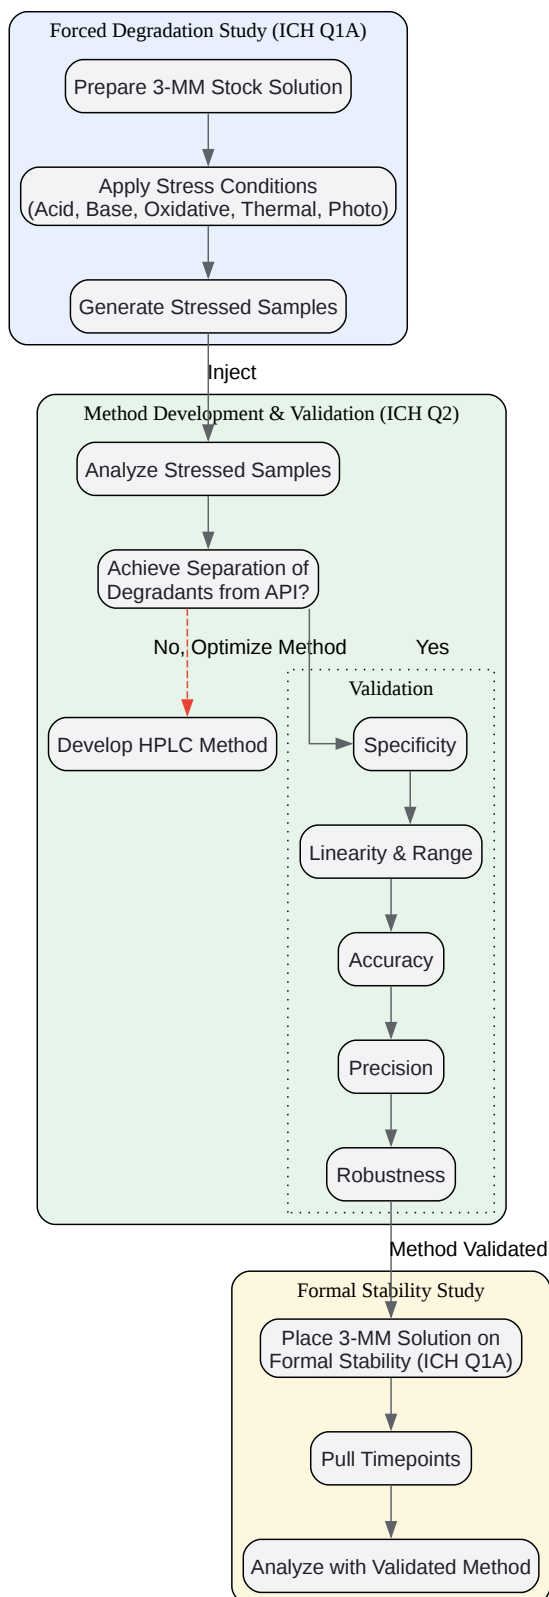 Forced Degradation Study (ICH Q1A)
Prepare 3-MM Stock Solution
Apply Stress Conditions
(Acid, Base, Oxidative, Thermal, Photo)
Generate Stressed Samples
Inject
Method Development & Validation (ICH Q2)
Analyze Stressed Samples
Achieve Separation of
Degradants from API?
No, Optimize Method
Yes
Validation
Develop HPLC Method
Specificity
Linearity & Range
Accuracy
Precision
Robustness
Method Validated
Formal Stability Study
Place 3-MM Solution on
Formal Stability (ICH Q1A)
Pull Timepoints
Analyze with Validated Method